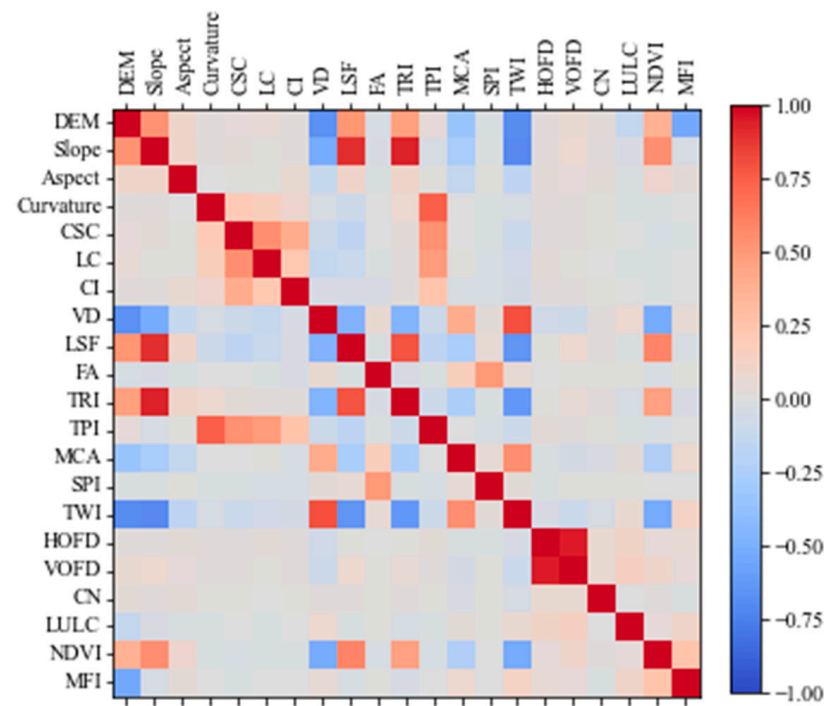 DEM Slope Aspect Curvature CSC LC CI VD LSF FA TRI TPI MCA SPI TWI HOFD VOFD CN LULC NDVI MFI
DEM
Slope
Aspect
Curvature
CSC
LC
CI
VD
LSF
FA
TRI
TPI
MCA
SPI
TWI
HOFD
VOFD
CN
LULC
NDVI
MFI
1.00
0.75
0.50
0.25
0.00
−0.25
−0.50
−0.75
−1.00